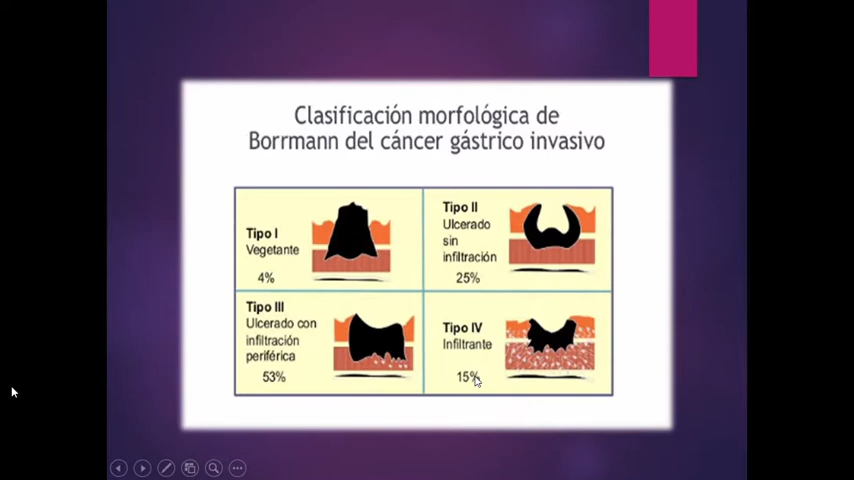 Clasificación morfológica de
Borrmann del cáncer gástrico invasivo
Tipo I
Vegetante
4%
Tipo II
Ulcerado
sin
infiltración
25%
Tipo III
Ulcerado con
infiltración
periférica
53%
Tipo IV
Infiltrante
15%